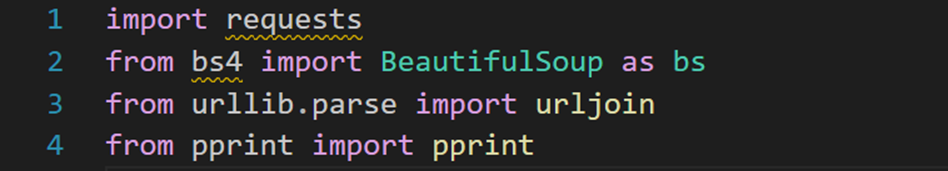 1 import requests
2 from bs4 import BeautifulSoup as bs
3 from urllib.parse import urljoin
4 from pprint import pprint